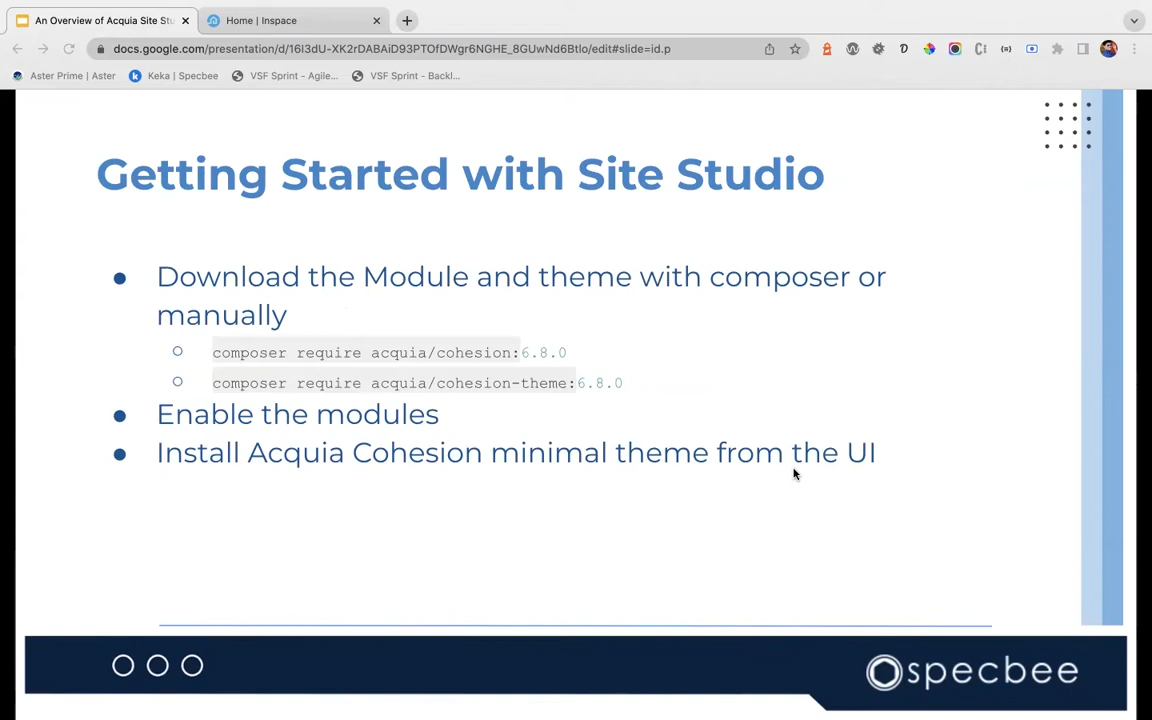 An Overview of Acquia Site Stu
Home | Inspace
docs.google.com/presentation/d/16I3dU-XK2rDABAiD93PTOfDWgr6NGHE_8GUwNd6Btlo/edit#slide=id.p
Aster Prime | Aster
Keka | Specbee
VSF Sprint - Agile...
VSF Sprint - Backl...
Getting Started with Site Studio
● Download the Module and theme with composer or
manually
○ composer require acquia/cohesion:6.8.0
○ composer require acquia/cohesion-theme:6.8.0
● Enable the modules
● Install Acquia Cohesion minimal theme from the UI
specbee